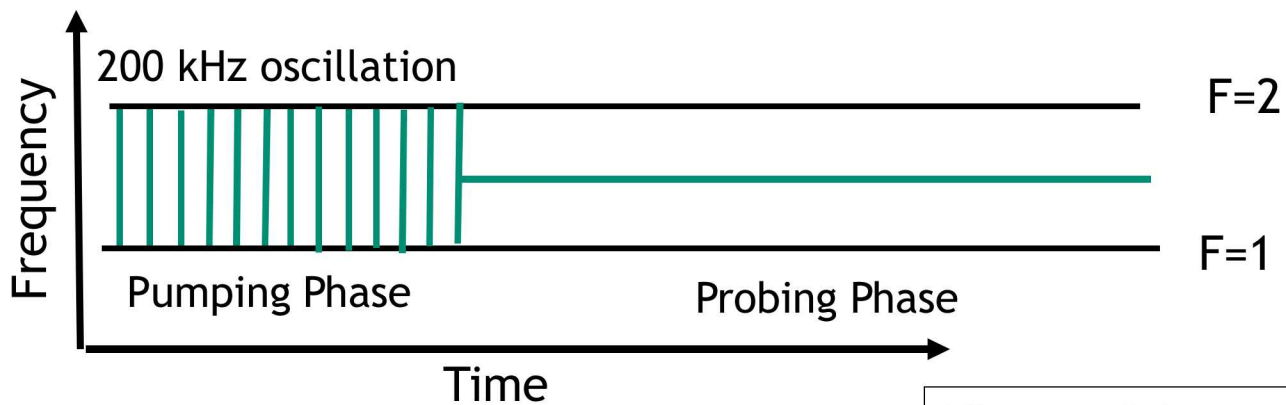 200 kHz oscillation
Frequency
F=2
F=1
Pumping Phase
Probing Phase
Time